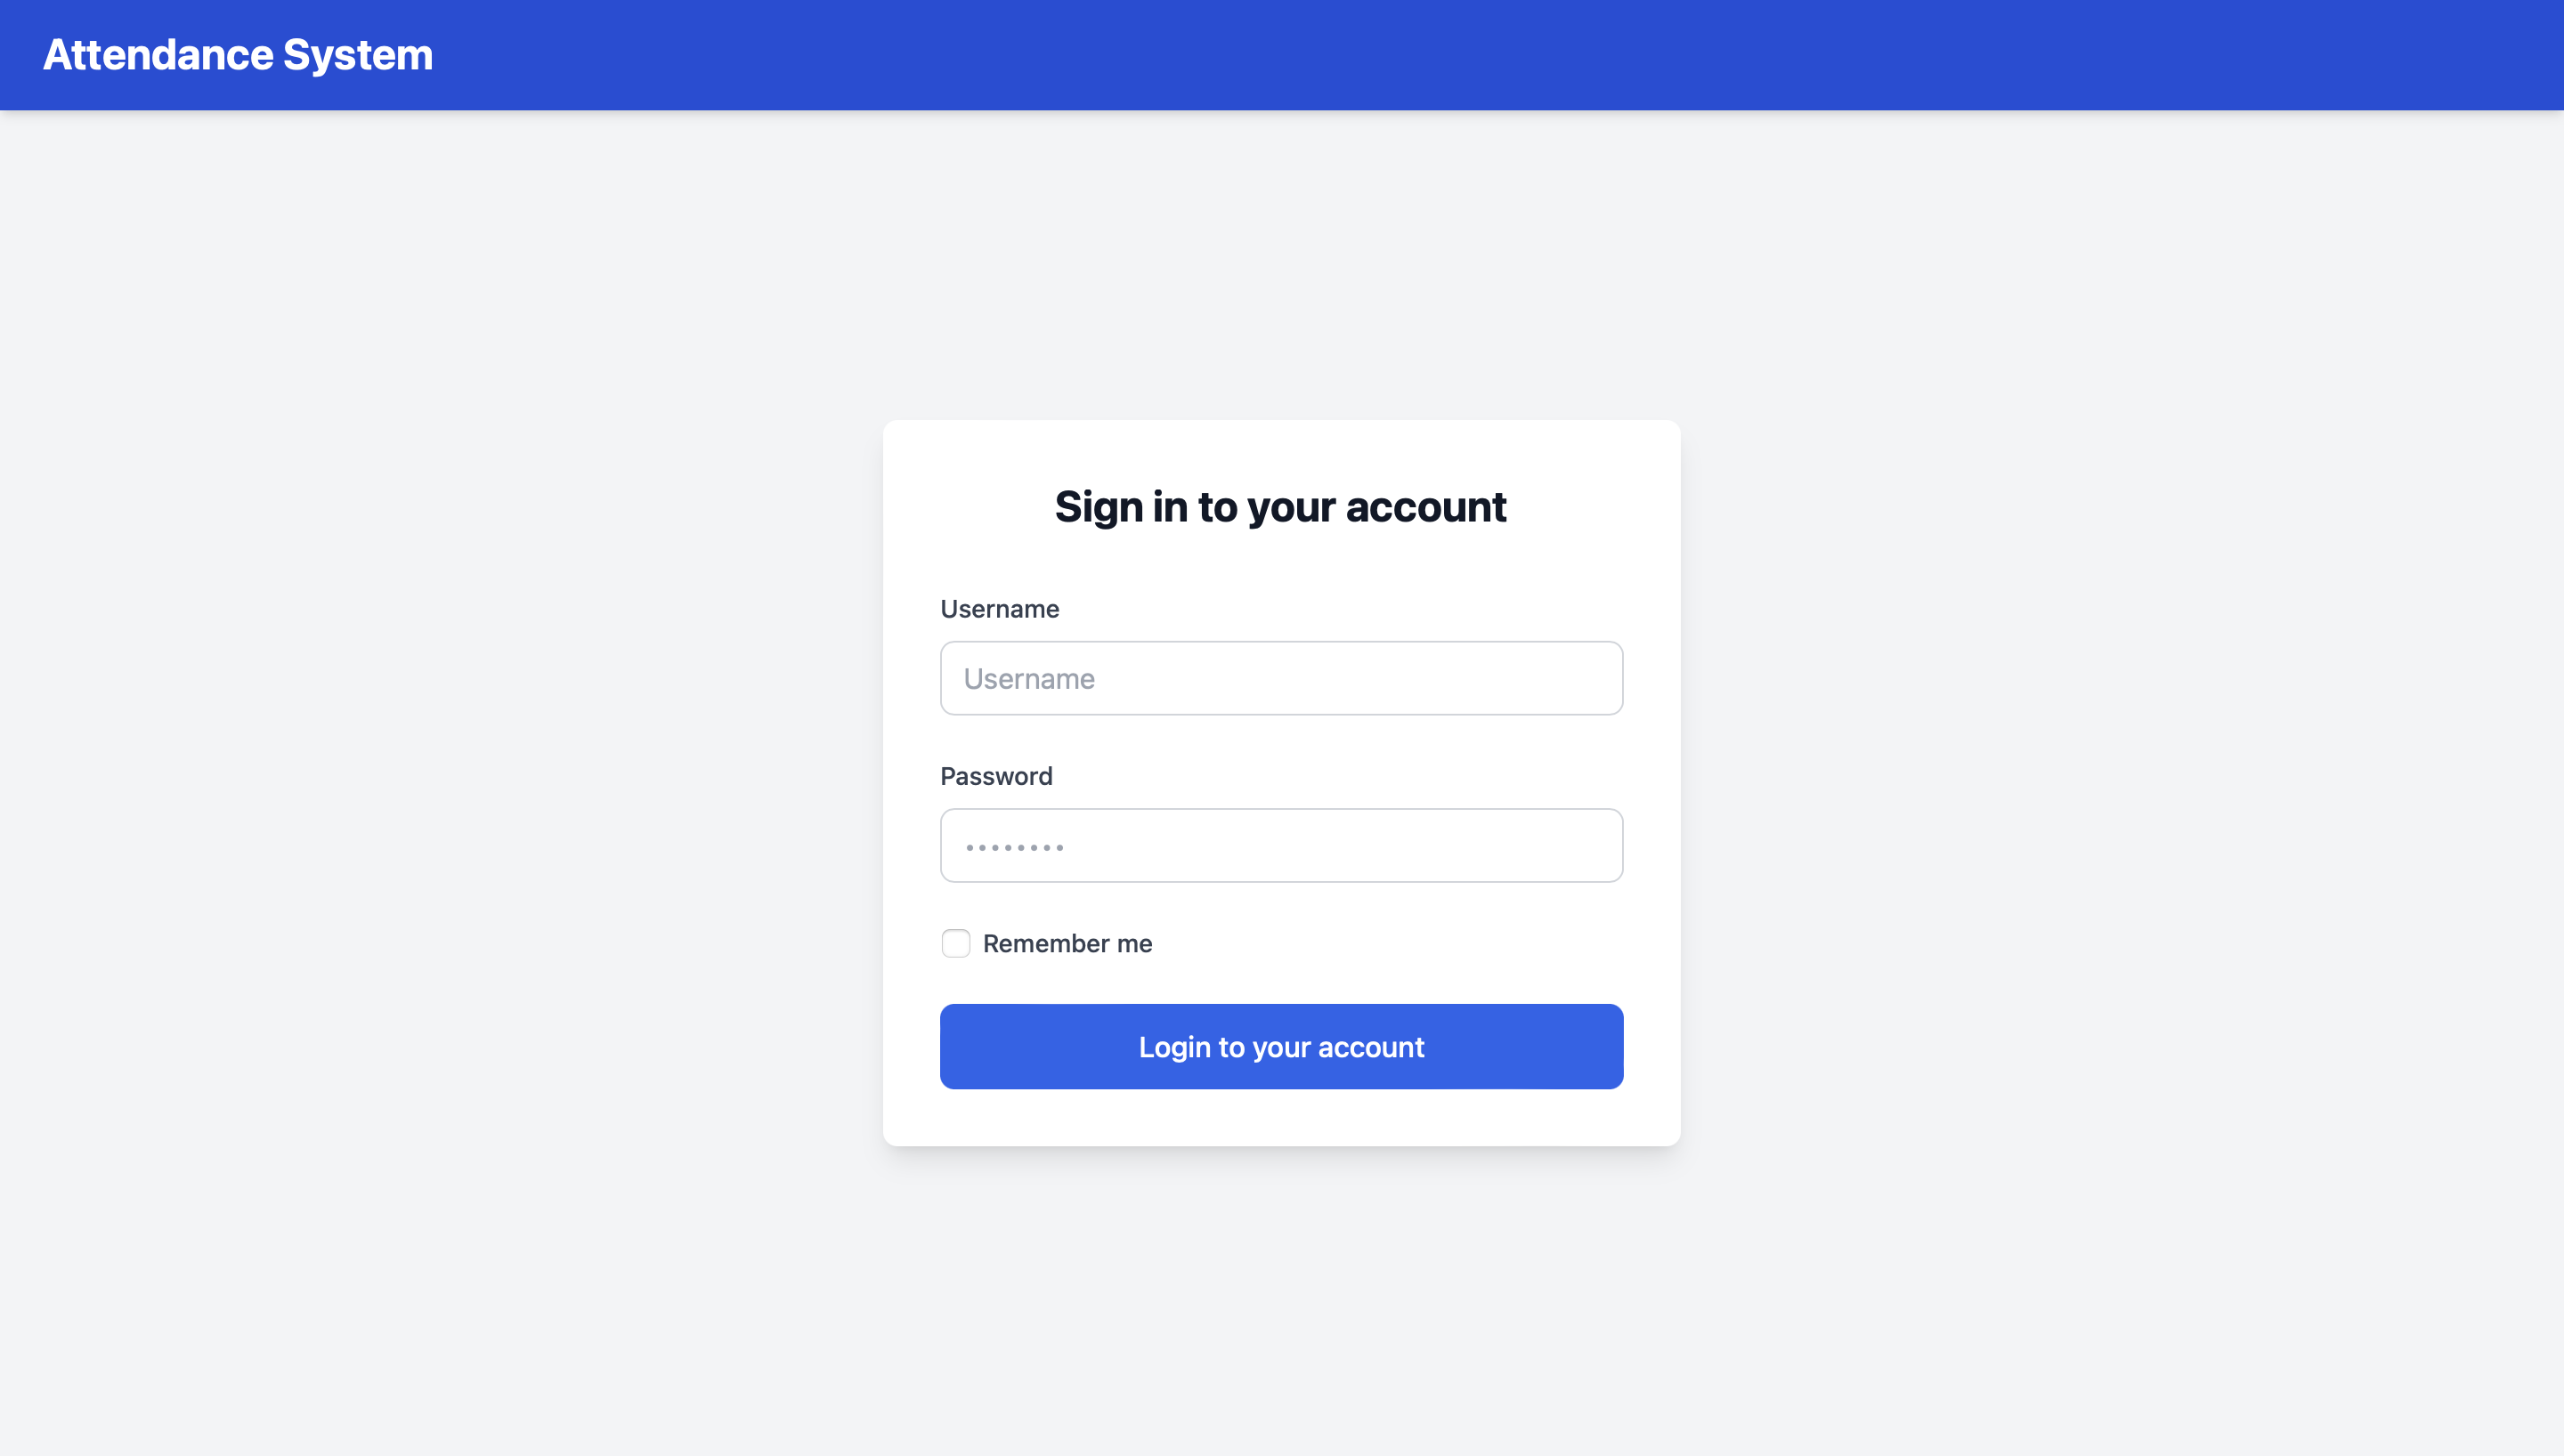 Attendance System
Sign in to your account
Username
Username
Password
••••••••
Remember me
Login to your account